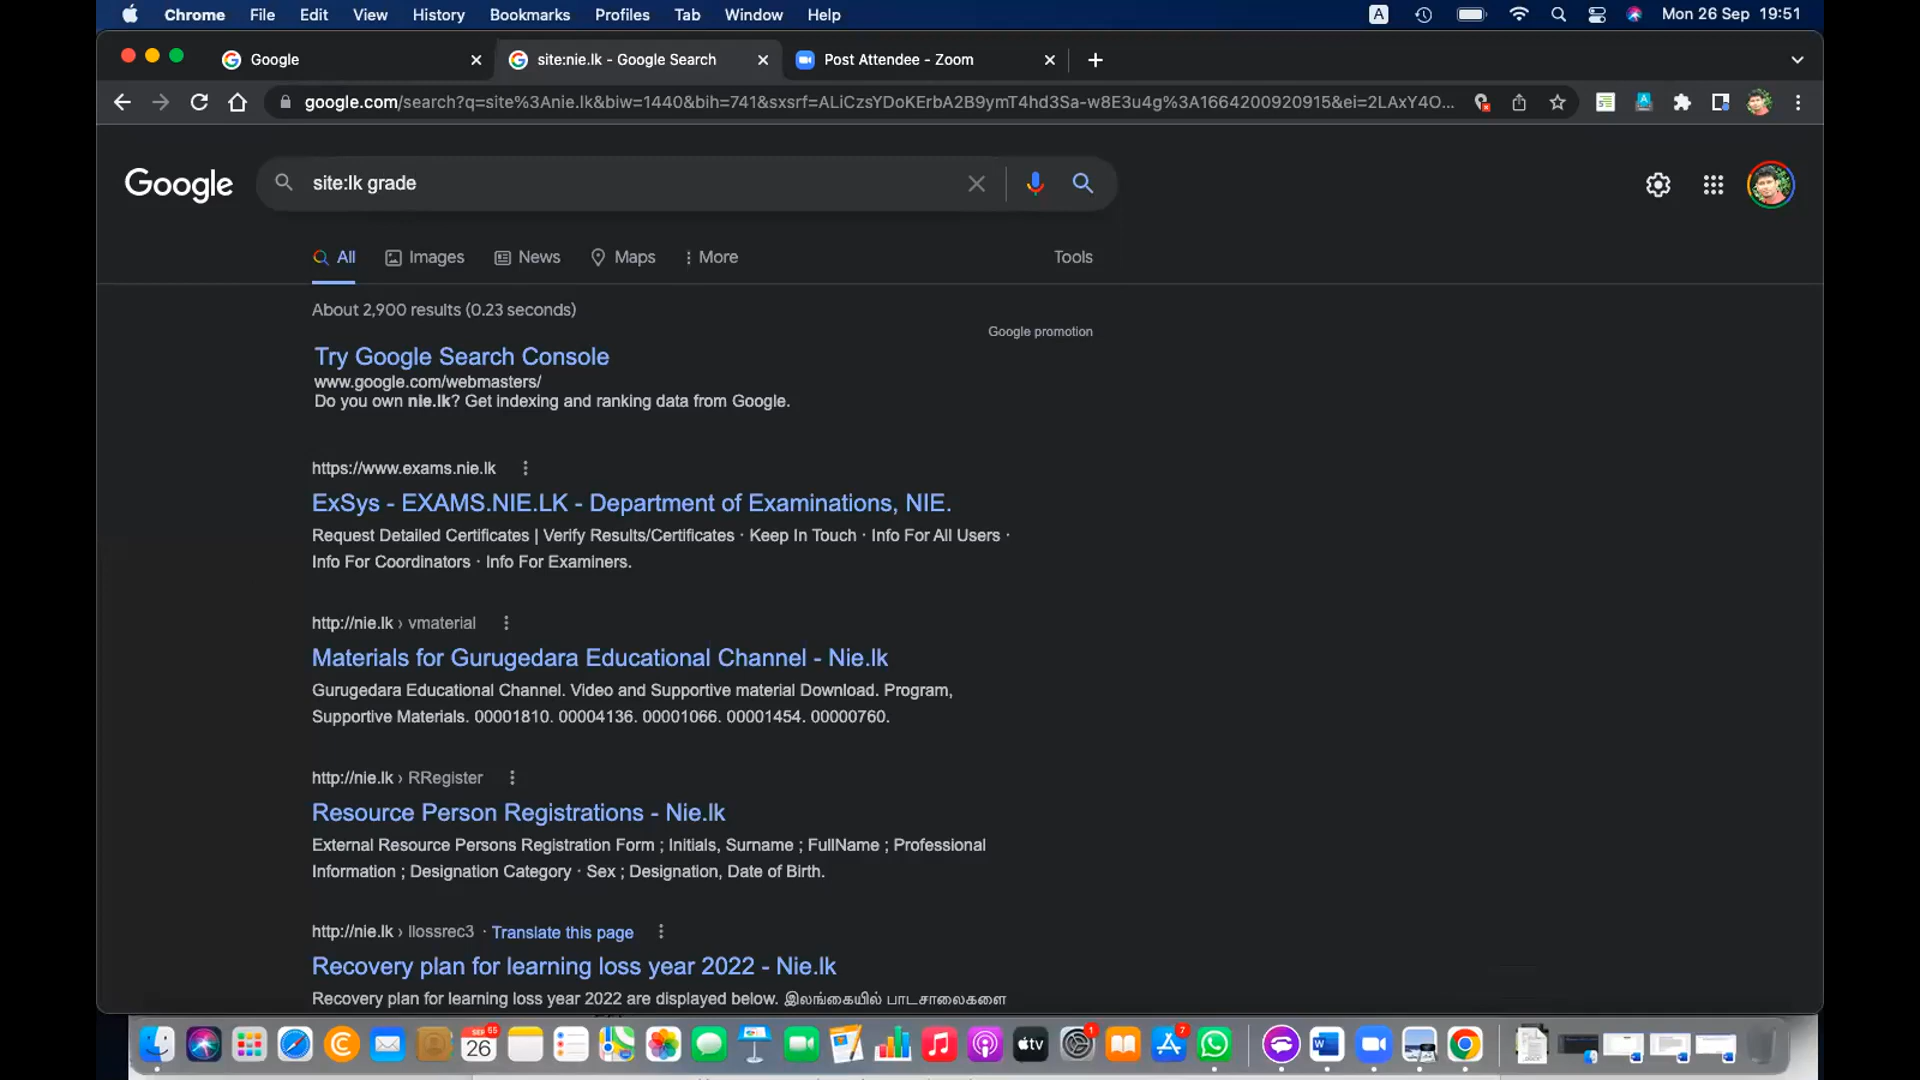 Chrome File Edit View History Bookmarks Profiles Tab Window Help
A
Mon 26 Sep 19:51
Google
site:nie.lk - Google Search
Post Attendee - Zoom
google.com/search?q=site%3Anie.lk&biw=1440&bih=741&sxsrf=ALiCzsYDoKErbA2B9ymT4hd3Sa-w8E3u4g%3A1664200920915&ei=2LAxY4O...
Google
site:lk grade
All Images News Maps More
Tools
About 2,900 results (0.23 seconds)
Google promotion
Try Google Search Console
www.google.com/webmasters/
Do you own nie.lk? Get indexing and ranking data from Google.
https://www.exams.nie.lk
ExSys - EXAMS.NIE.LK - Department of Examinations, NIE.
Request Detailed Certificates | Verify Results/Certificates · Keep In Touch · Info For All Users ·
Info For Coordinators · Info For Examiners.
http://nie.lk › vmaterial
Materials for Gurugedara Educational Channel - Nie.lk
Gurugedara Educational Channel. Video and Supportive material Download. Program,
Supportive Materials. 00001810. 00004136. 00001066. 00001454. 00000760.
http://nie.lk › RRegister
Resource Person Registrations - Nie.lk
External Resource Persons Registration Form ; Initials, Surname ; FullName ; Professional
Information ; Designation Category · Sex ; Designation, Date of Birth.
http://nie.lk › llossrec3 · Translate this page
Recovery plan for learning loss year 2022 - Nie.lk
Recovery plan for learning loss year 2022 are displayed below. இலங்கையில் பாடசாலைகளை
SEP 55
26
tv
1
7
W